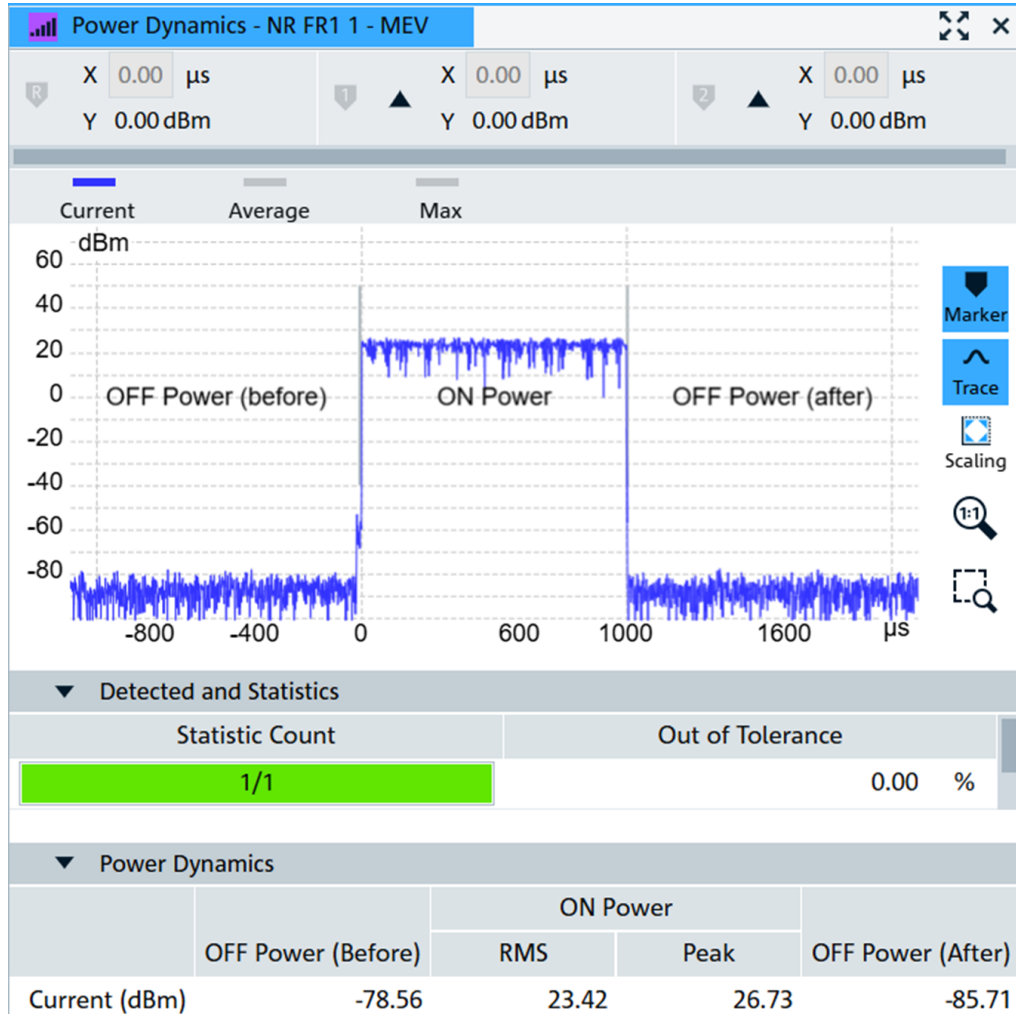 Power Dynamics - NR FR1 1 - MEV
R X 0.00 µs 1 X 0.00 µs 2 X 0.00 µs
Y 0.00 dBm Y 0.00 dBm Y 0.00 dBm
Current Average Max
dBm
60
40
20
0
-20
-40
-60
-80
OFF Power (before) ON Power OFF Power (after)
-800 -400 0 600 1000 1600 µs
Marker
Trace
Scaling
1:1
Detected and Statistics
Statistic Count Out of Tolerance
1/1 0.00 %
Power Dynamics
ON Power
OFF Power (Before) RMS Peak OFF Power (After)
Current (dBm) -78.56 23.42 26.73 -85.71